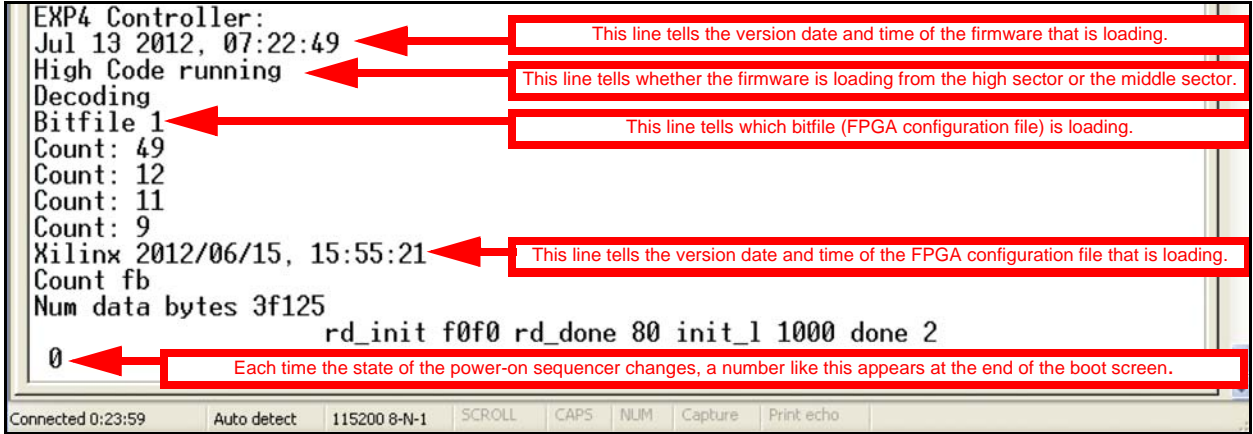 EXP4 Controller:
Jul 13 2012, 07:22:49
This line tells the version date and time of the firmware that is loading.
High Code running
This line tells whether the firmware is loading from the high sector or the middle sector.
Decoding
Bitfile 1
This line tells which bitfile (FPGA configuration file) is loading.
Count: 49
Count: 12
Count: 11
Count: 9
Xilinx 2012/06/15, 15:55:21
This line tells the version date and time of the FPGA configuration file that is loading.
Count fb
Num data bytes 3f125
rd_init f0f0 rd_done 80 init_l 1000 done 2
0
Each time the state of the power-on sequencer changes, a number like this appears at the end of the boot screen.
Connected 0:23:59 Auto detect 115200 8-N-1 SCROLL CAPS NUM Capture Print echo